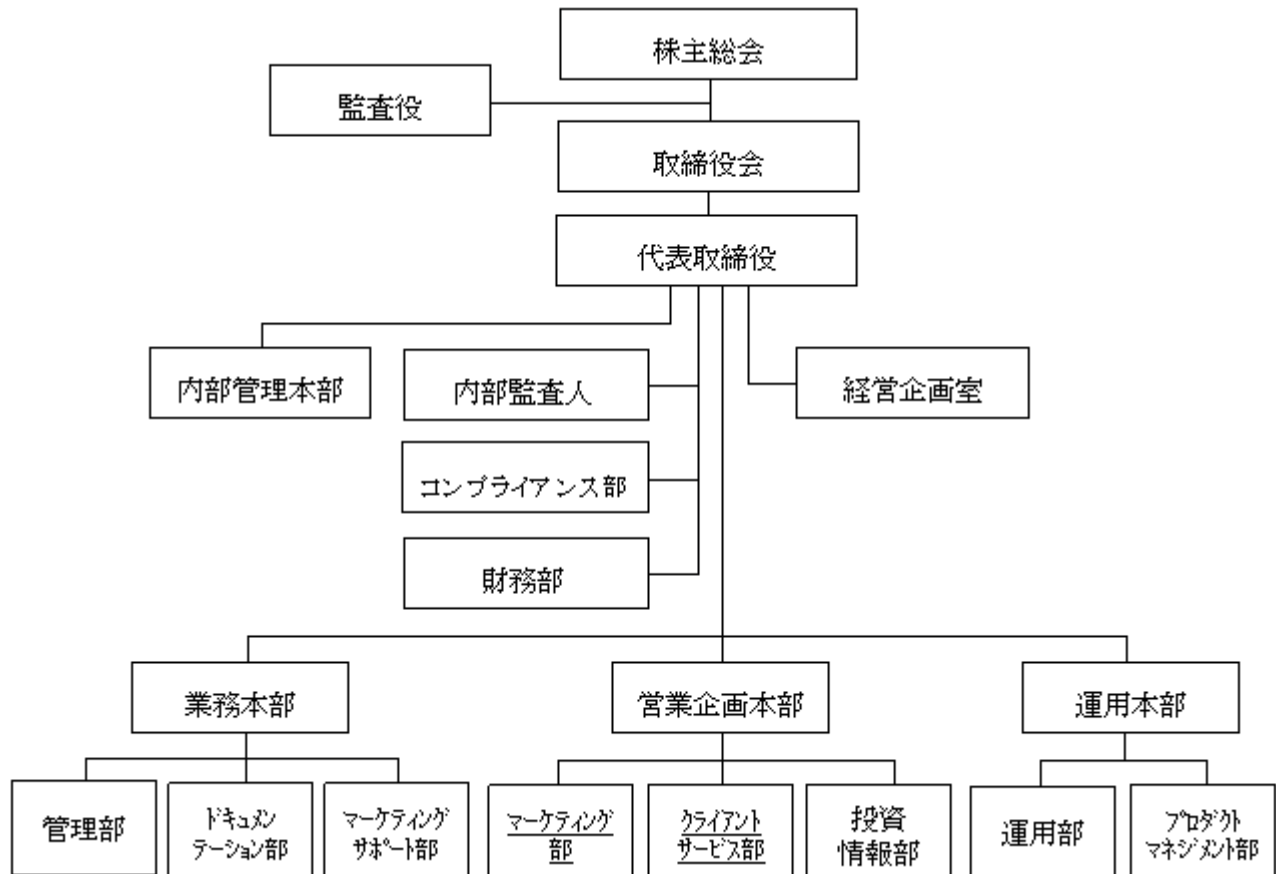 株主総会
監査役
取締役会
代表取締役
内部管理本部
内部監査人
経営企画室
コンプライアンス部
財務部
業務本部
営業企画本部
運用本部
管理部
ﾄﾞｷｭﾒﾝ
ﾃｰｼｮﾝ部
ﾏｰｹﾃｨﾝｸﾞ
ｻﾎﾟｰﾄ部
ﾏｰｹﾃｨﾝｸﾞ
部
ｸﾗｲｱﾝﾄ
ｻｰﾋﾞｽ部
投資
情報部
運用部
ﾌﾟﾛﾀﾞｸﾄ
ﾏﾈｼﾞﾒﾝﾄ部